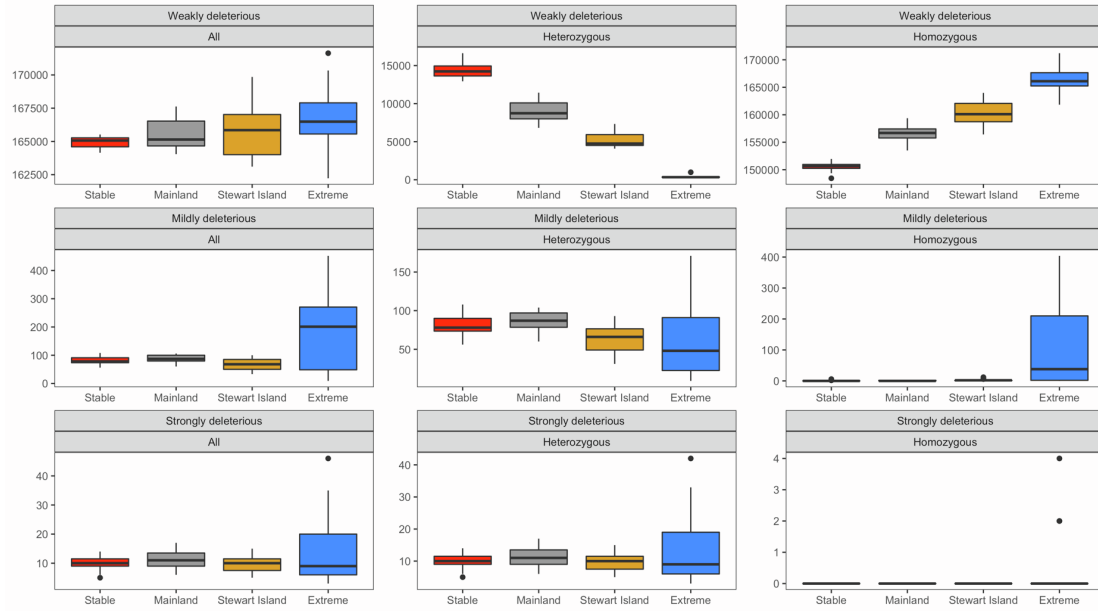 Weakly deleterious
All
170000
167500
165000
162500
Stable Mainland Stewart Island Extreme
Weakly deleterious
Heterozygous
15000
10000
5000
0
Stable Mainland Stewart Island Extreme
Weakly deleterious
Homozygous
170000
165000
160000
155000
150000
Stable Mainland Stewart Island Extreme
Mildly deleterious
All
400
300
200
100
0
Stable Mainland Stewart Island Extreme
Mildly deleterious
Heterozygous
150
100
50
Stable Mainland Stewart Island Extreme
Mildly deleterious
Homozygous
400
300
200
100
0
Stable Mainland Stewart Island Extreme
Strongly deleterious
All
40
30
20
10
Stable Mainland Stewart Island Extreme
Strongly deleterious
Heterozygous
40
30
20
10
Stable Mainland Stewart Island Extreme
Strongly deleterious
Homozygous
4
3
2
1
0
Stable Mainland Stewart Island Extreme